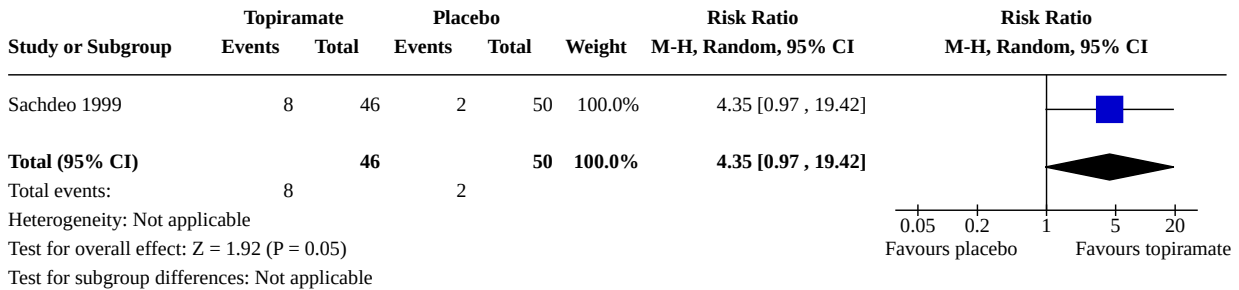 Topiramate Placebo Risk Ratio Risk Ratio
Study or Subgroup Events Total Events Total Weight M-H, Random, 95% CI M-H, Random, 95% CI
Sachdeo 1999 8 46 2 50 100.0% 4.35 [0.97 , 19.42]
Total (95% CI) 46 50 100.0% 4.35 [0.97 , 19.42]
Total events: 8 2
Heterogeneity: Not applicable
0.05 0.2 1 5 20
Test for overall effect: Z = 1.92 (P = 0.05)
Favours placebo Favours topiramate
Test for subgroup differences: Not applicable